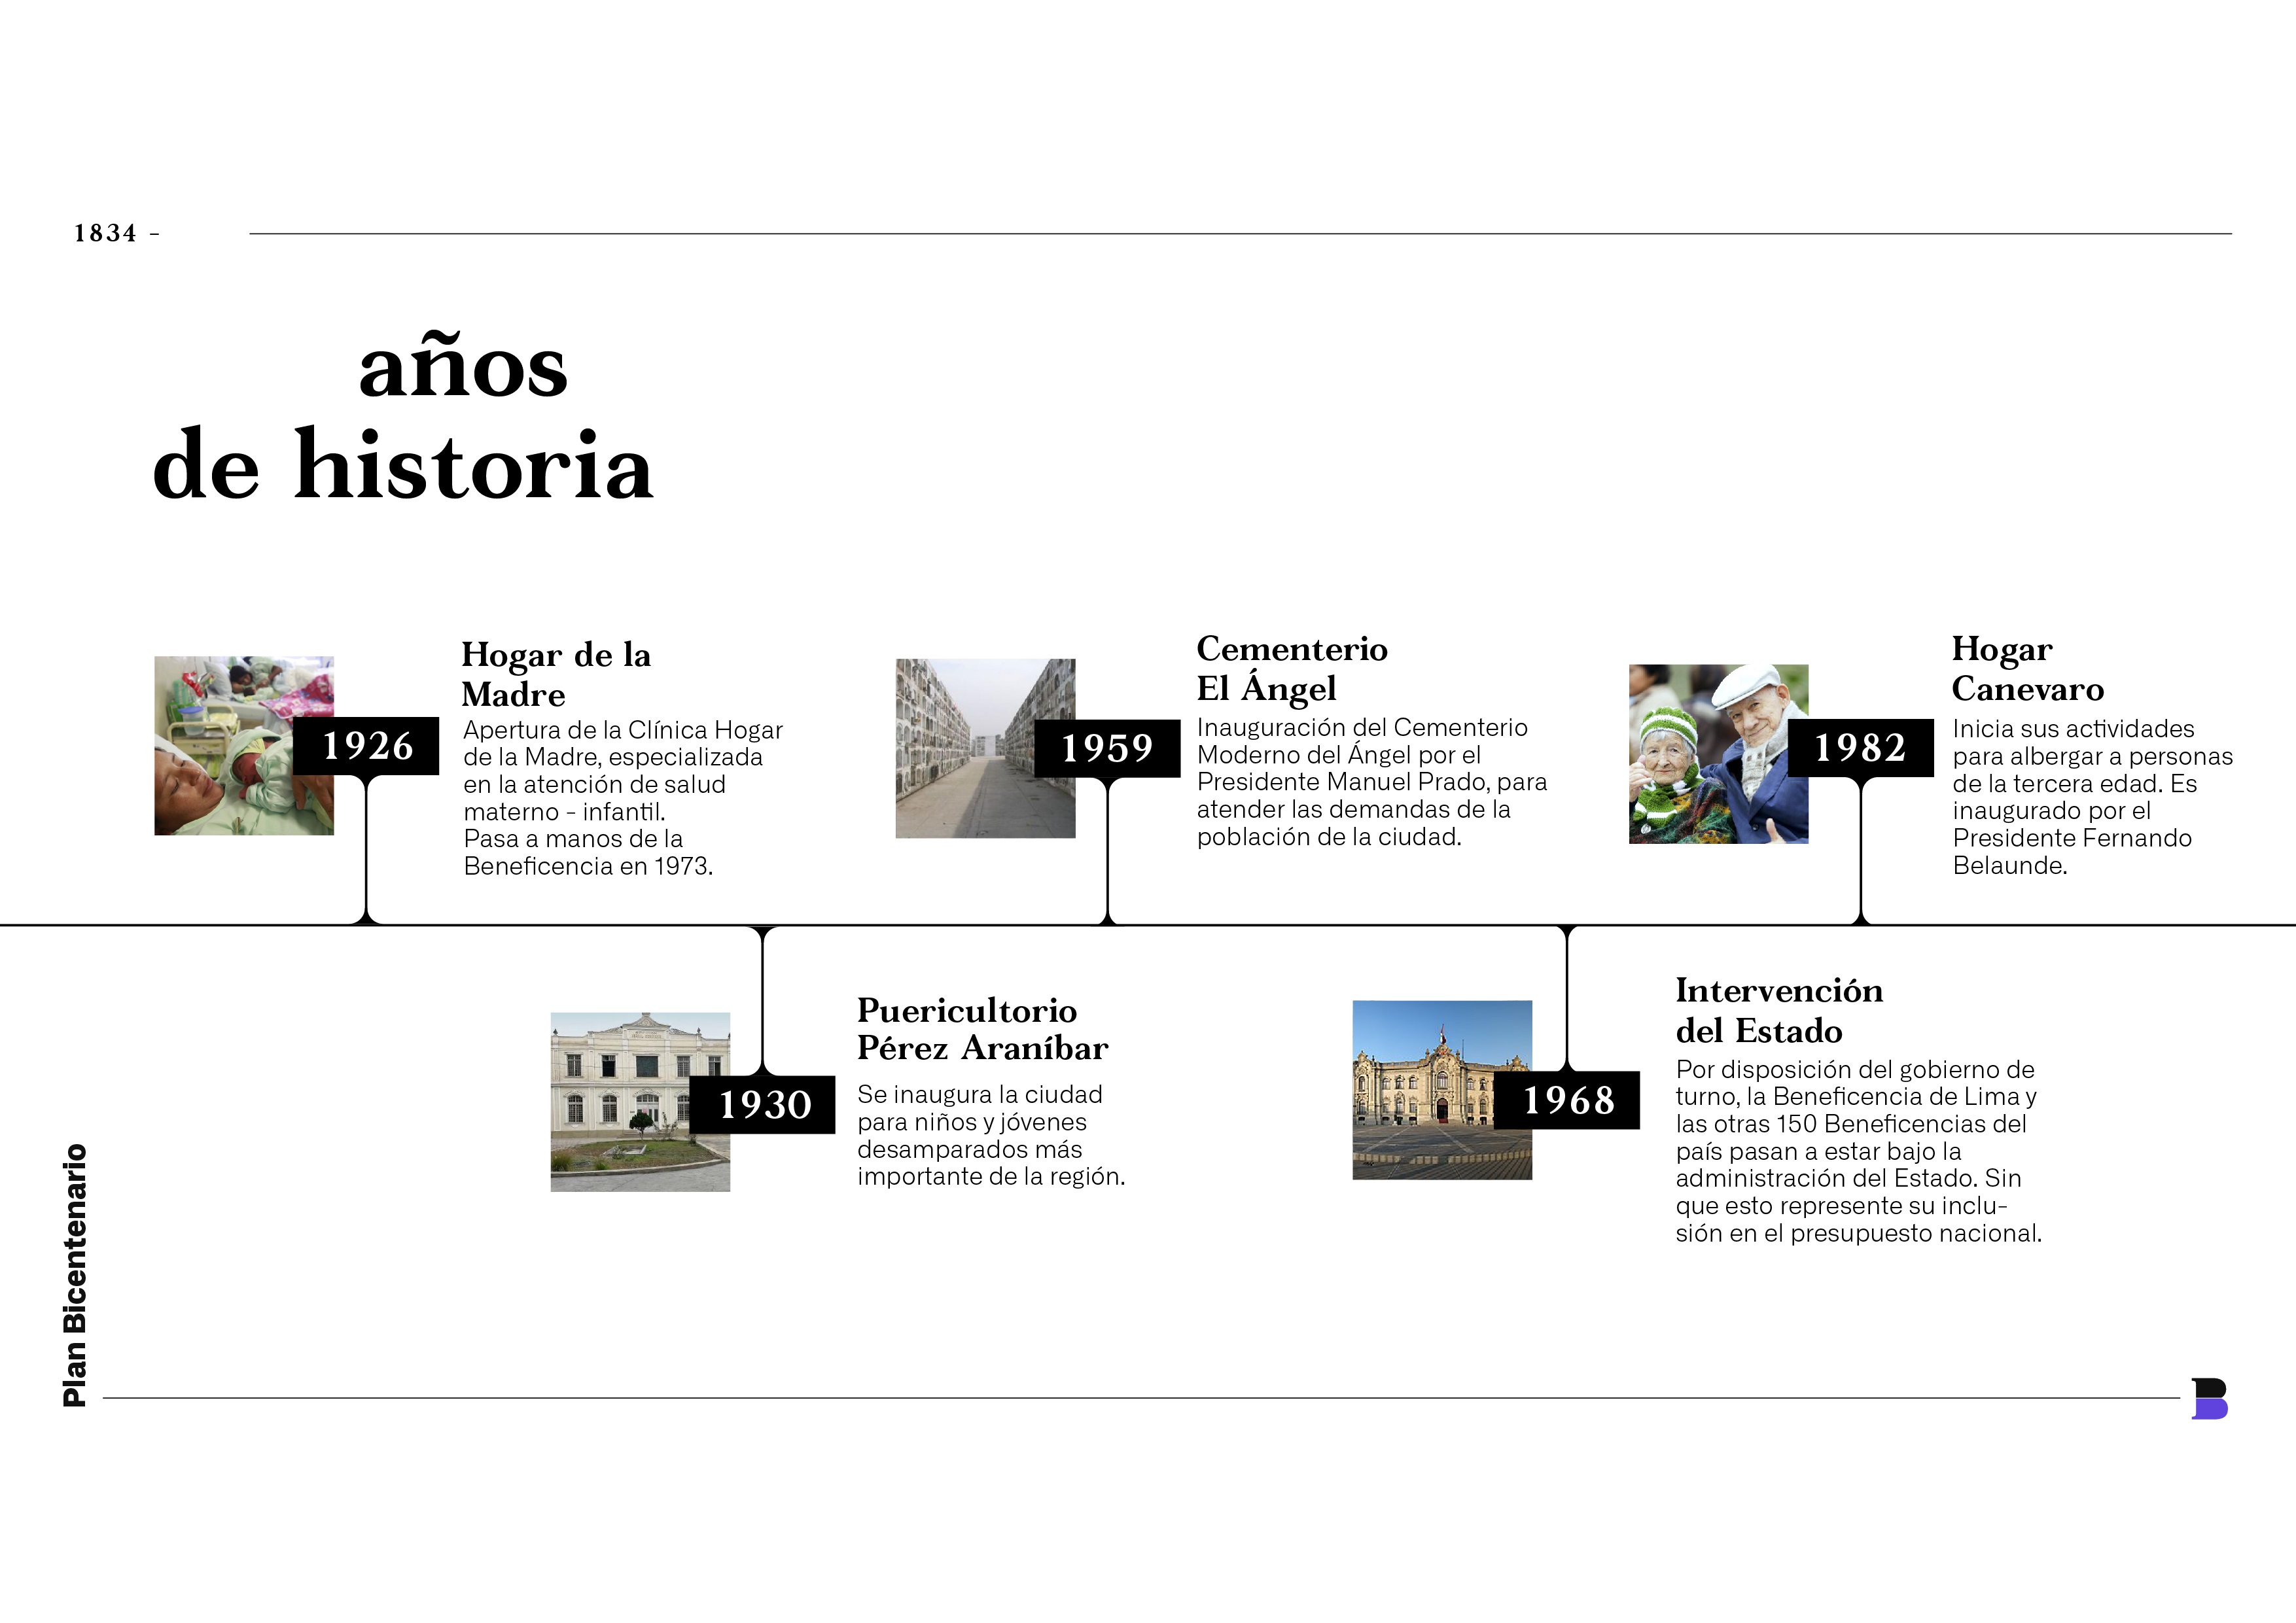 1834 -
años
de historia
Hogar de la
Madre
1926
Apertura de la Clínica Hogar
de la Madre, especializada
en la atención de salud
materno - infantil.
Pasa a manos de la
Beneficencia en 1973.
Cementerio
El Ángel
1959
Inauguración del Cementerio
Moderno del Ángel por el
Presidente Manuel Prado, para
atender las demandas de la
población de la ciudad.
Hogar
Canevaro
1982
Inicia sus actividades
para albergar a personas
de la tercera edad. Es
inaugurado por el
Presidente Fernando
Belaunde.
Puericultorio
Pérez Araníbar
1930
Se inaugura la ciudad
para niños y jóvenes
desamparados más
importante de la región.
Intervención
del Estado
1968
Por disposición del gobierno de
turno, la Beneficencia de Lima y
las otras 150 Beneficencias del
país pasan a estar bajo la
administración del Estado. Sin
que esto represente su inclu-
sión en el presupuesto nacional.
Plan Bicentenario
B